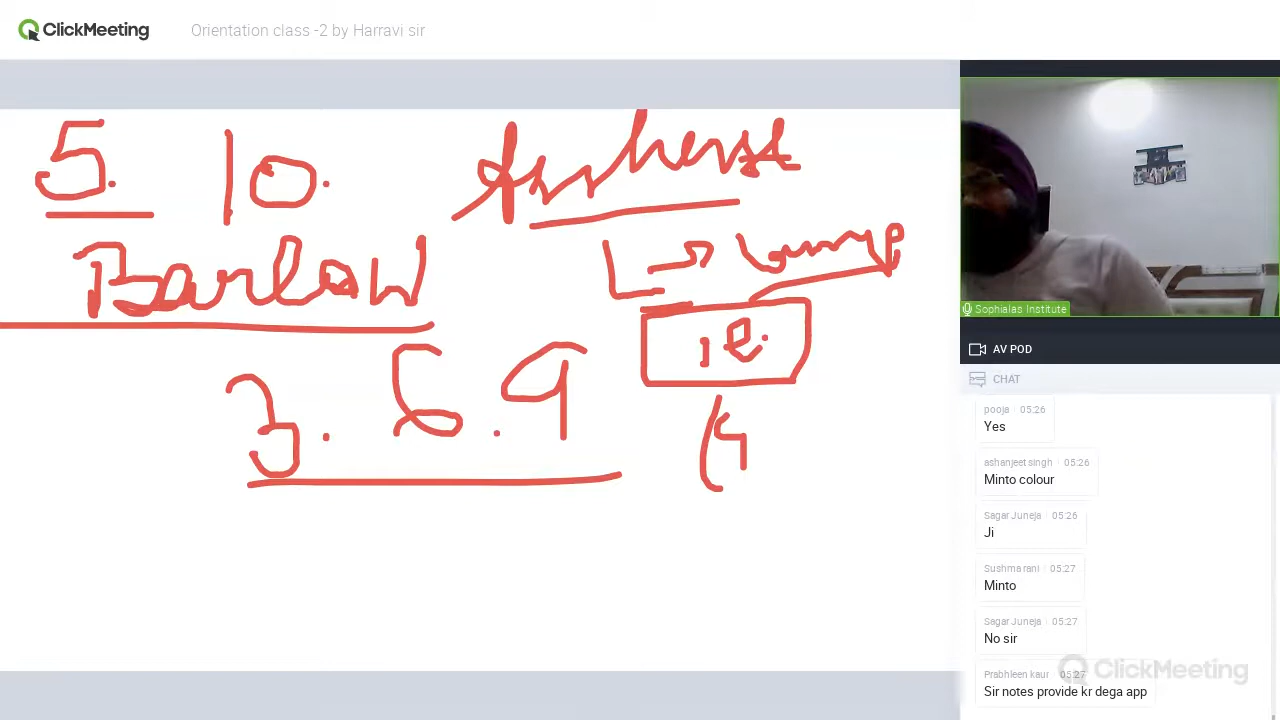 ClickMeeting
Orientation class -2 by Harravi sir
5. 10. Amherst
Barlow
L → Lamp
3. 5. 9
Sophialas Institute
AV POD
CHAT
pooja 05:26
Yes
ashanjeet singh 05:26
Minto colour
Sagar Juneja 05:26
Ji
Sushma rani 05:27
Minto
Sagar Juneja 05:27
No sir
Prabhleen kaur 05:27
Sir notes provide kr dega app
ClickMeeting